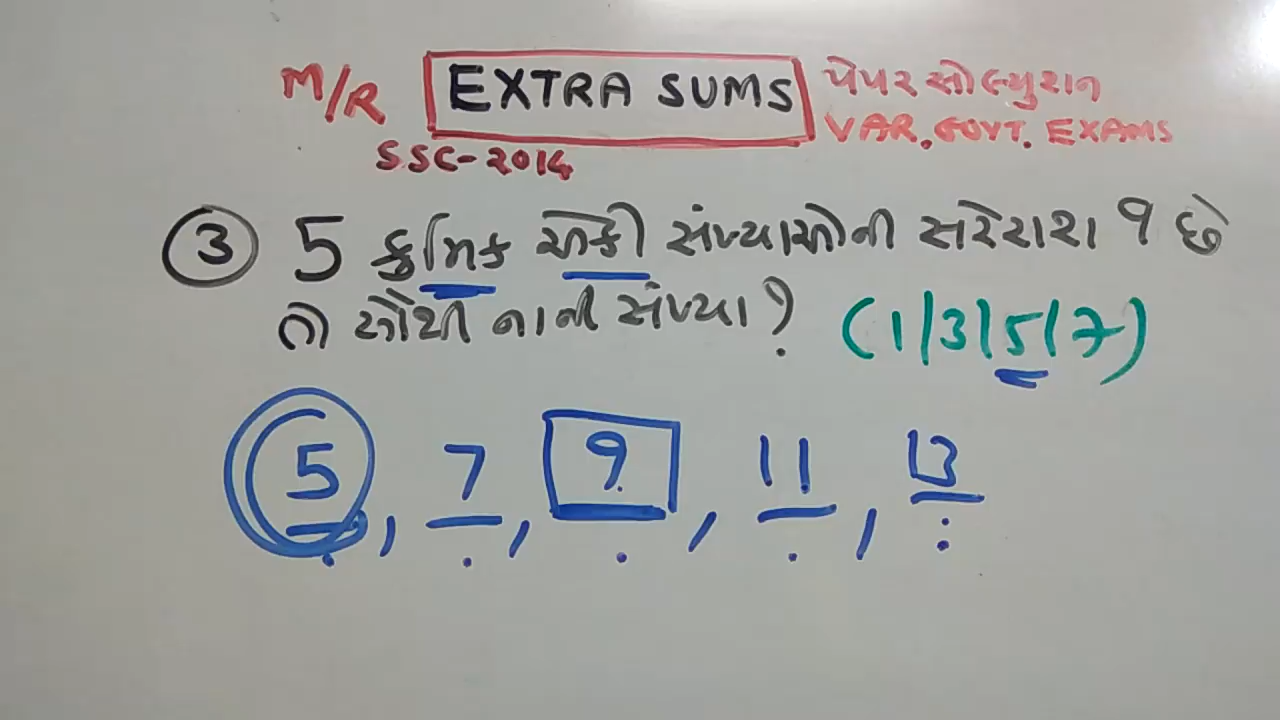 M/R EXTRA SUMS પેપર સોલ્યુશન
VAR. GOVT. EXAMS
SSC-2014
③ 5 ક્રમિક એકી સંખ્યાઓની સરેરાશ 9 છે
તો સૌથી નાની સંખ્યા? (1/3/5/7)
5, 7, 9, 11, 13